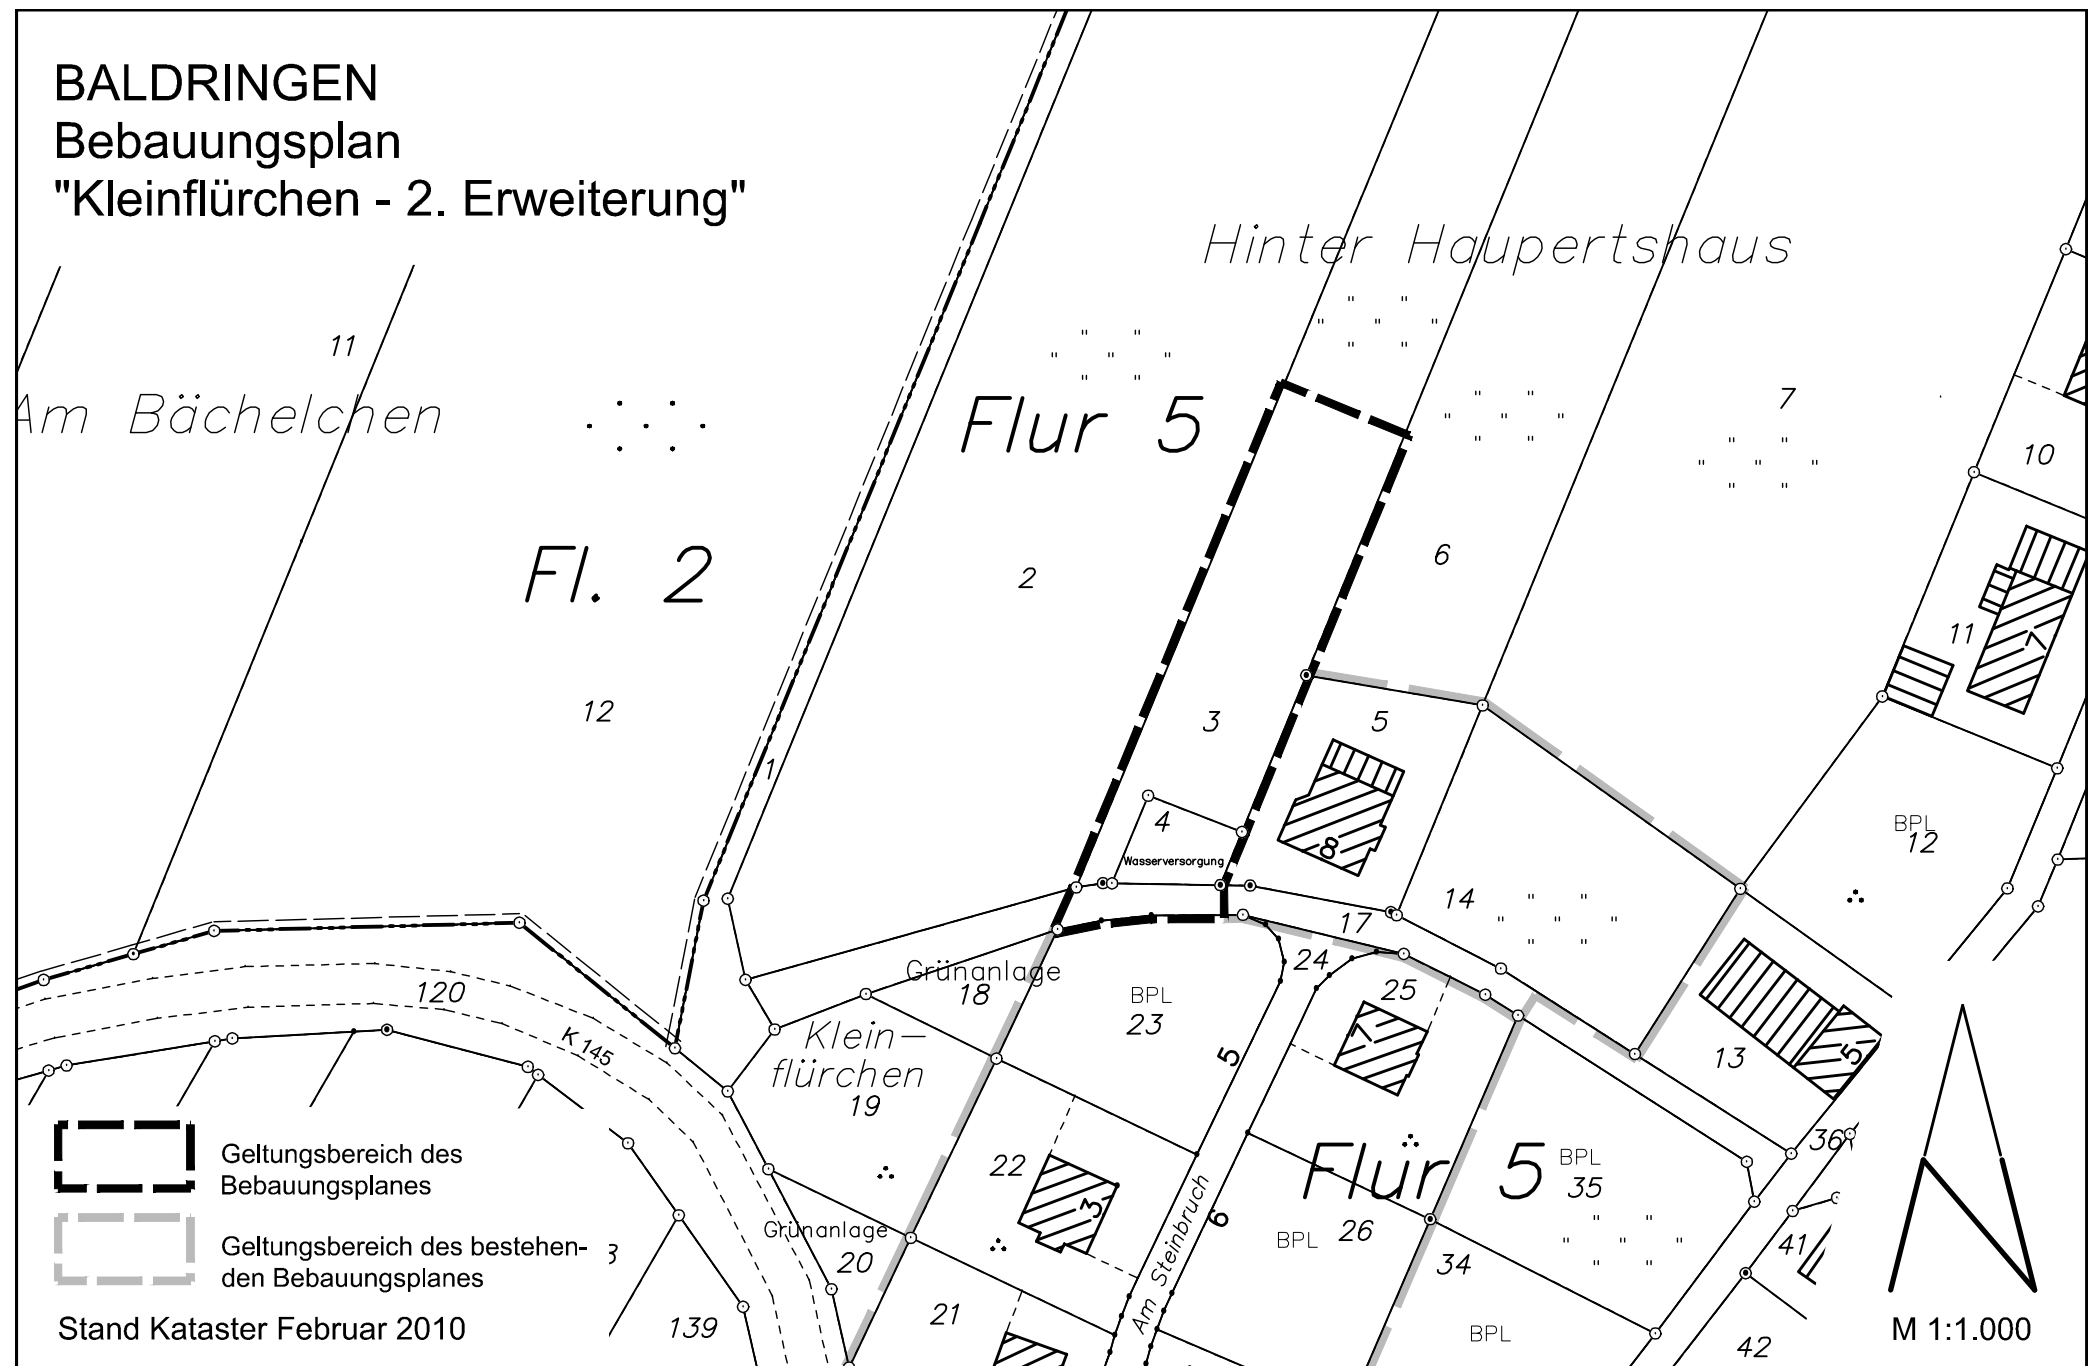 BALDRINGEN
Bebauungsplan
"Kleinflürchen - 2. Erweiterung"
Hinter Haupertshaus
11
Am Bächelchen
Flur 5
7
10
Fl. 2
2
6
11
7
12
3
5
1
4
8
Wasserversorgung
BPL
12
14
17
24
Grünanlage
18
120
BPL
23
25
K 145
Klein-
flürchen
19
7
5
13
5
36
Geltungsbereich des
Bebauungsplanes
22
3
Flur 5
BPL
35
Am Steinbruch
6
26
BPL
Geltungsbereich des bestehen-
den Bebauungsplanes
Grünanlage
20
34
41
21
139
BPL
42
Stand Kataster Februar 2010
M 1:1.000